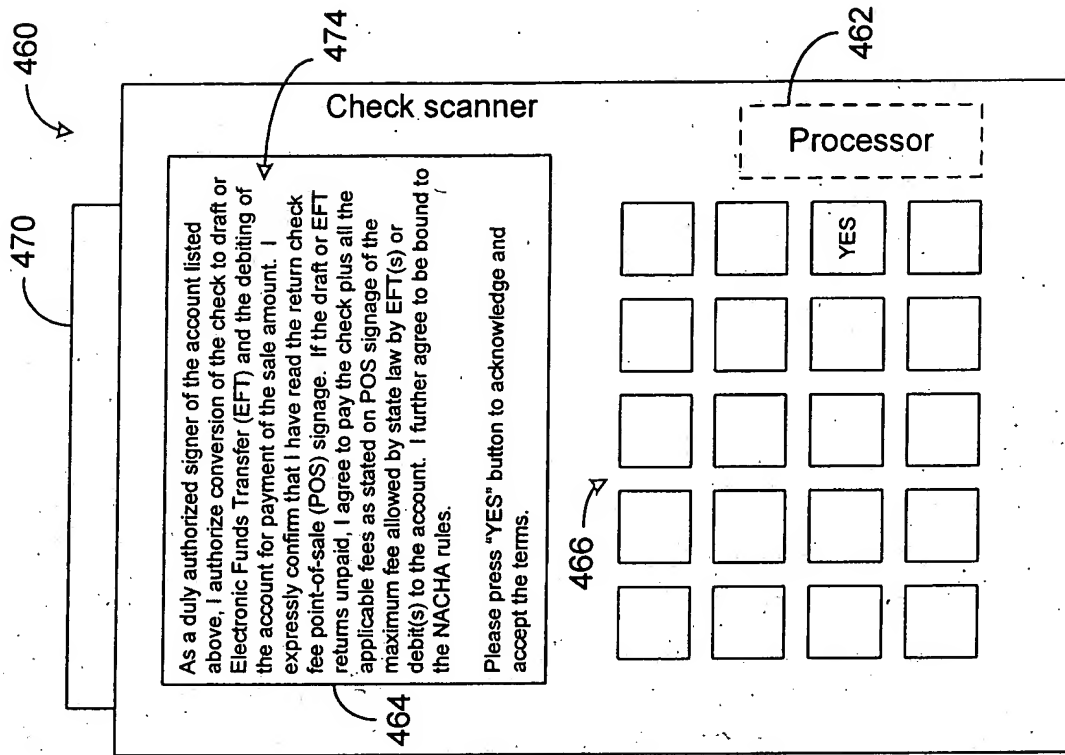 460
470
474
As a duly authorized signer of the account listed
above, I authorize conversion of the check to draft or
Electronic Funds Transfer (EFT) and the debiting of
the account for payment of the sale amount. I
expressly confirm that I have read the return check
fee point-of-sale (POS) signage. If the draft or EFT
returns unpaid, I agree to pay the check plus all the
applicable fees as stated on POS signage of the
maximum fee allowed by state law by EFT(s) or
debit(s) to the account. I further agree to be bound to
the NACHA rules.
Please press “YES” button to acknowledge and
accept the terms.
464
Check scanner
466
YES
Processor
462